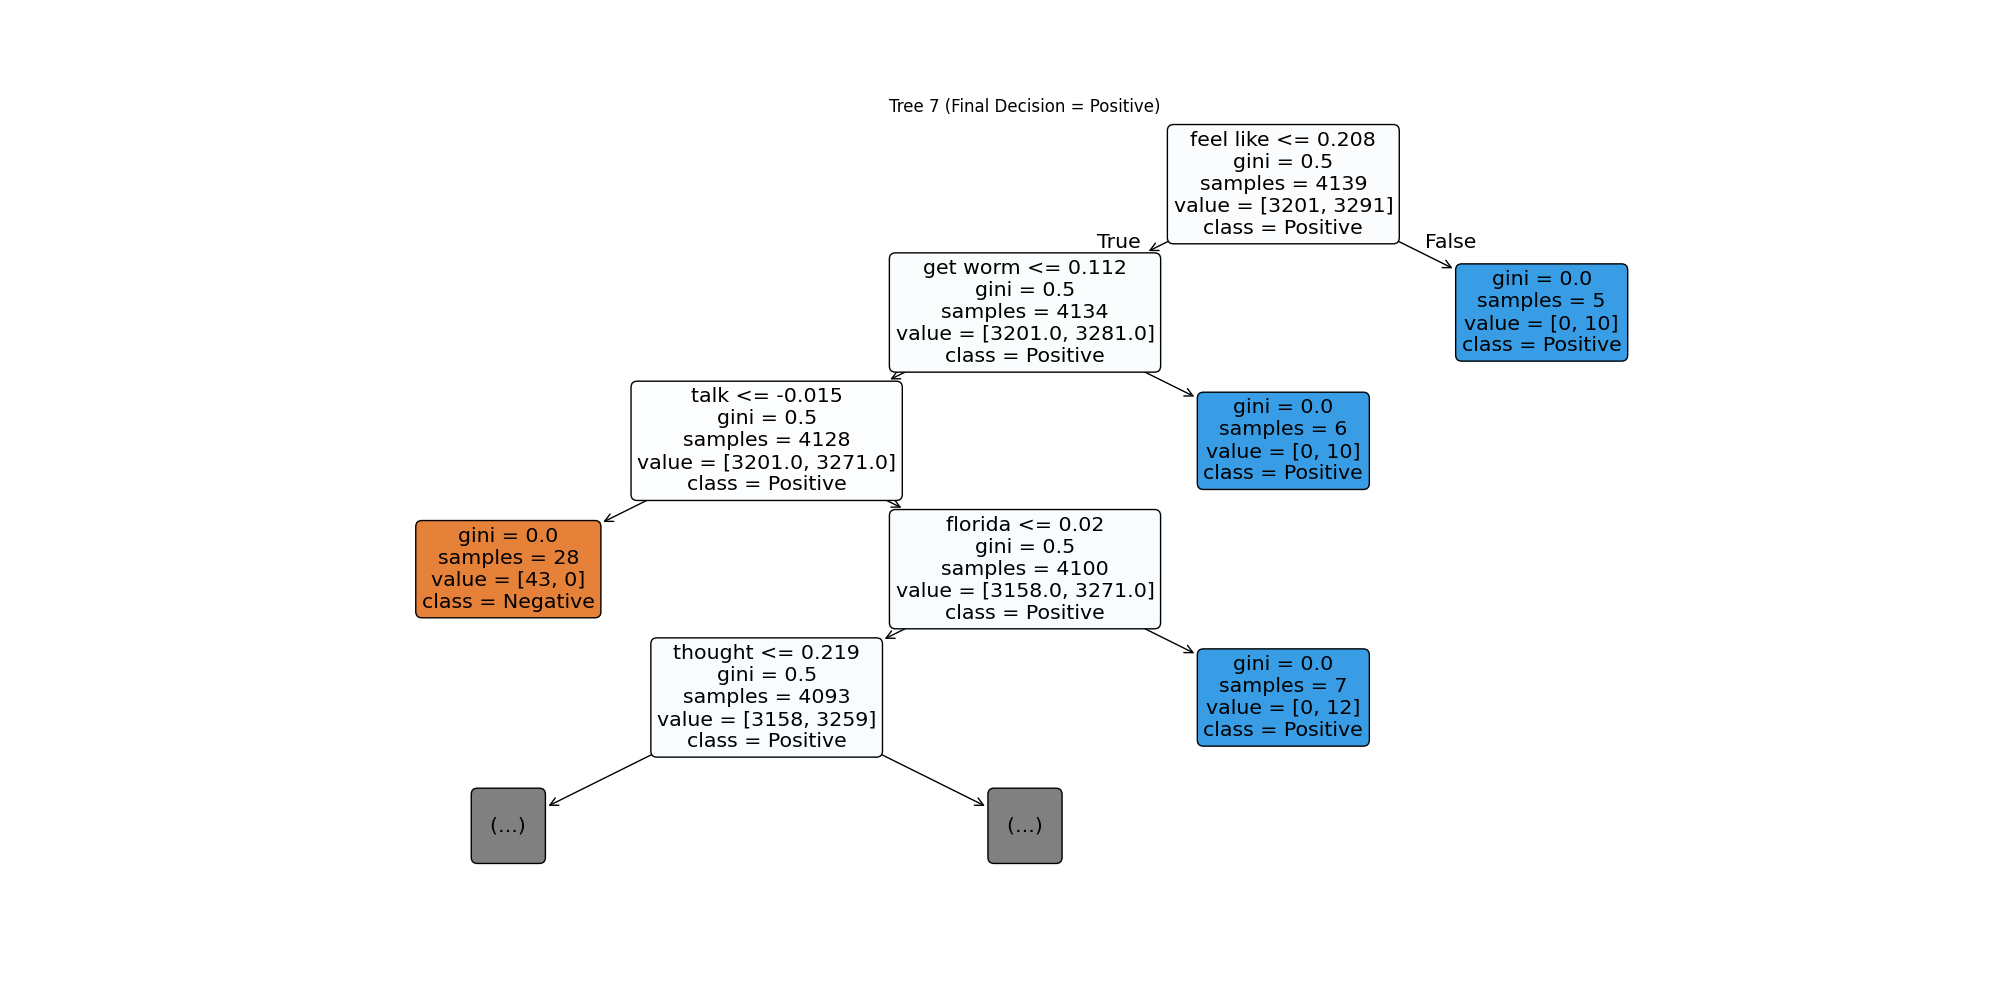 Tree 7 (Final Decision = Positive)
feel like <= 0.208
gini = 0.5
samples = 4139
value = [3201, 3291]
class = Positive
True
False
get worm <= 0.112
gini = 0.5
samples = 4134
value = [3201.0, 3281.0]
class = Positive
gini = 0.0
samples = 5
value = [0, 10]
class = Positive
talk <= -0.015
gini = 0.5
samples = 4128
value = [3201.0, 3271.0]
class = Positive
gini = 0.0
samples = 6
value = [0, 10]
class = Positive
gini = 0.0
samples = 28
value = [43, 0]
class = Negative
florida <= 0.02
gini = 0.5
samples = 4100
value = [3158.0, 3271.0]
class = Positive
thought <= 0.219
gini = 0.5
samples = 4093
value = [3158, 3259]
class = Positive
gini = 0.0
samples = 7
value = [0, 12]
class = Positive
(...)
(...)